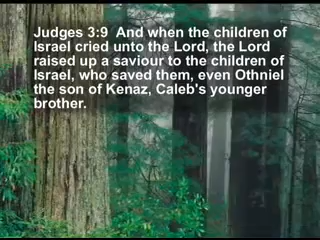 Judges 3:9  And when the children of
Israel cried unto the Lord, the Lord
raised up a saviour to the children of
Israel, who saved them, even Othniel
the son of Kenaz, Caleb's younger
brother.